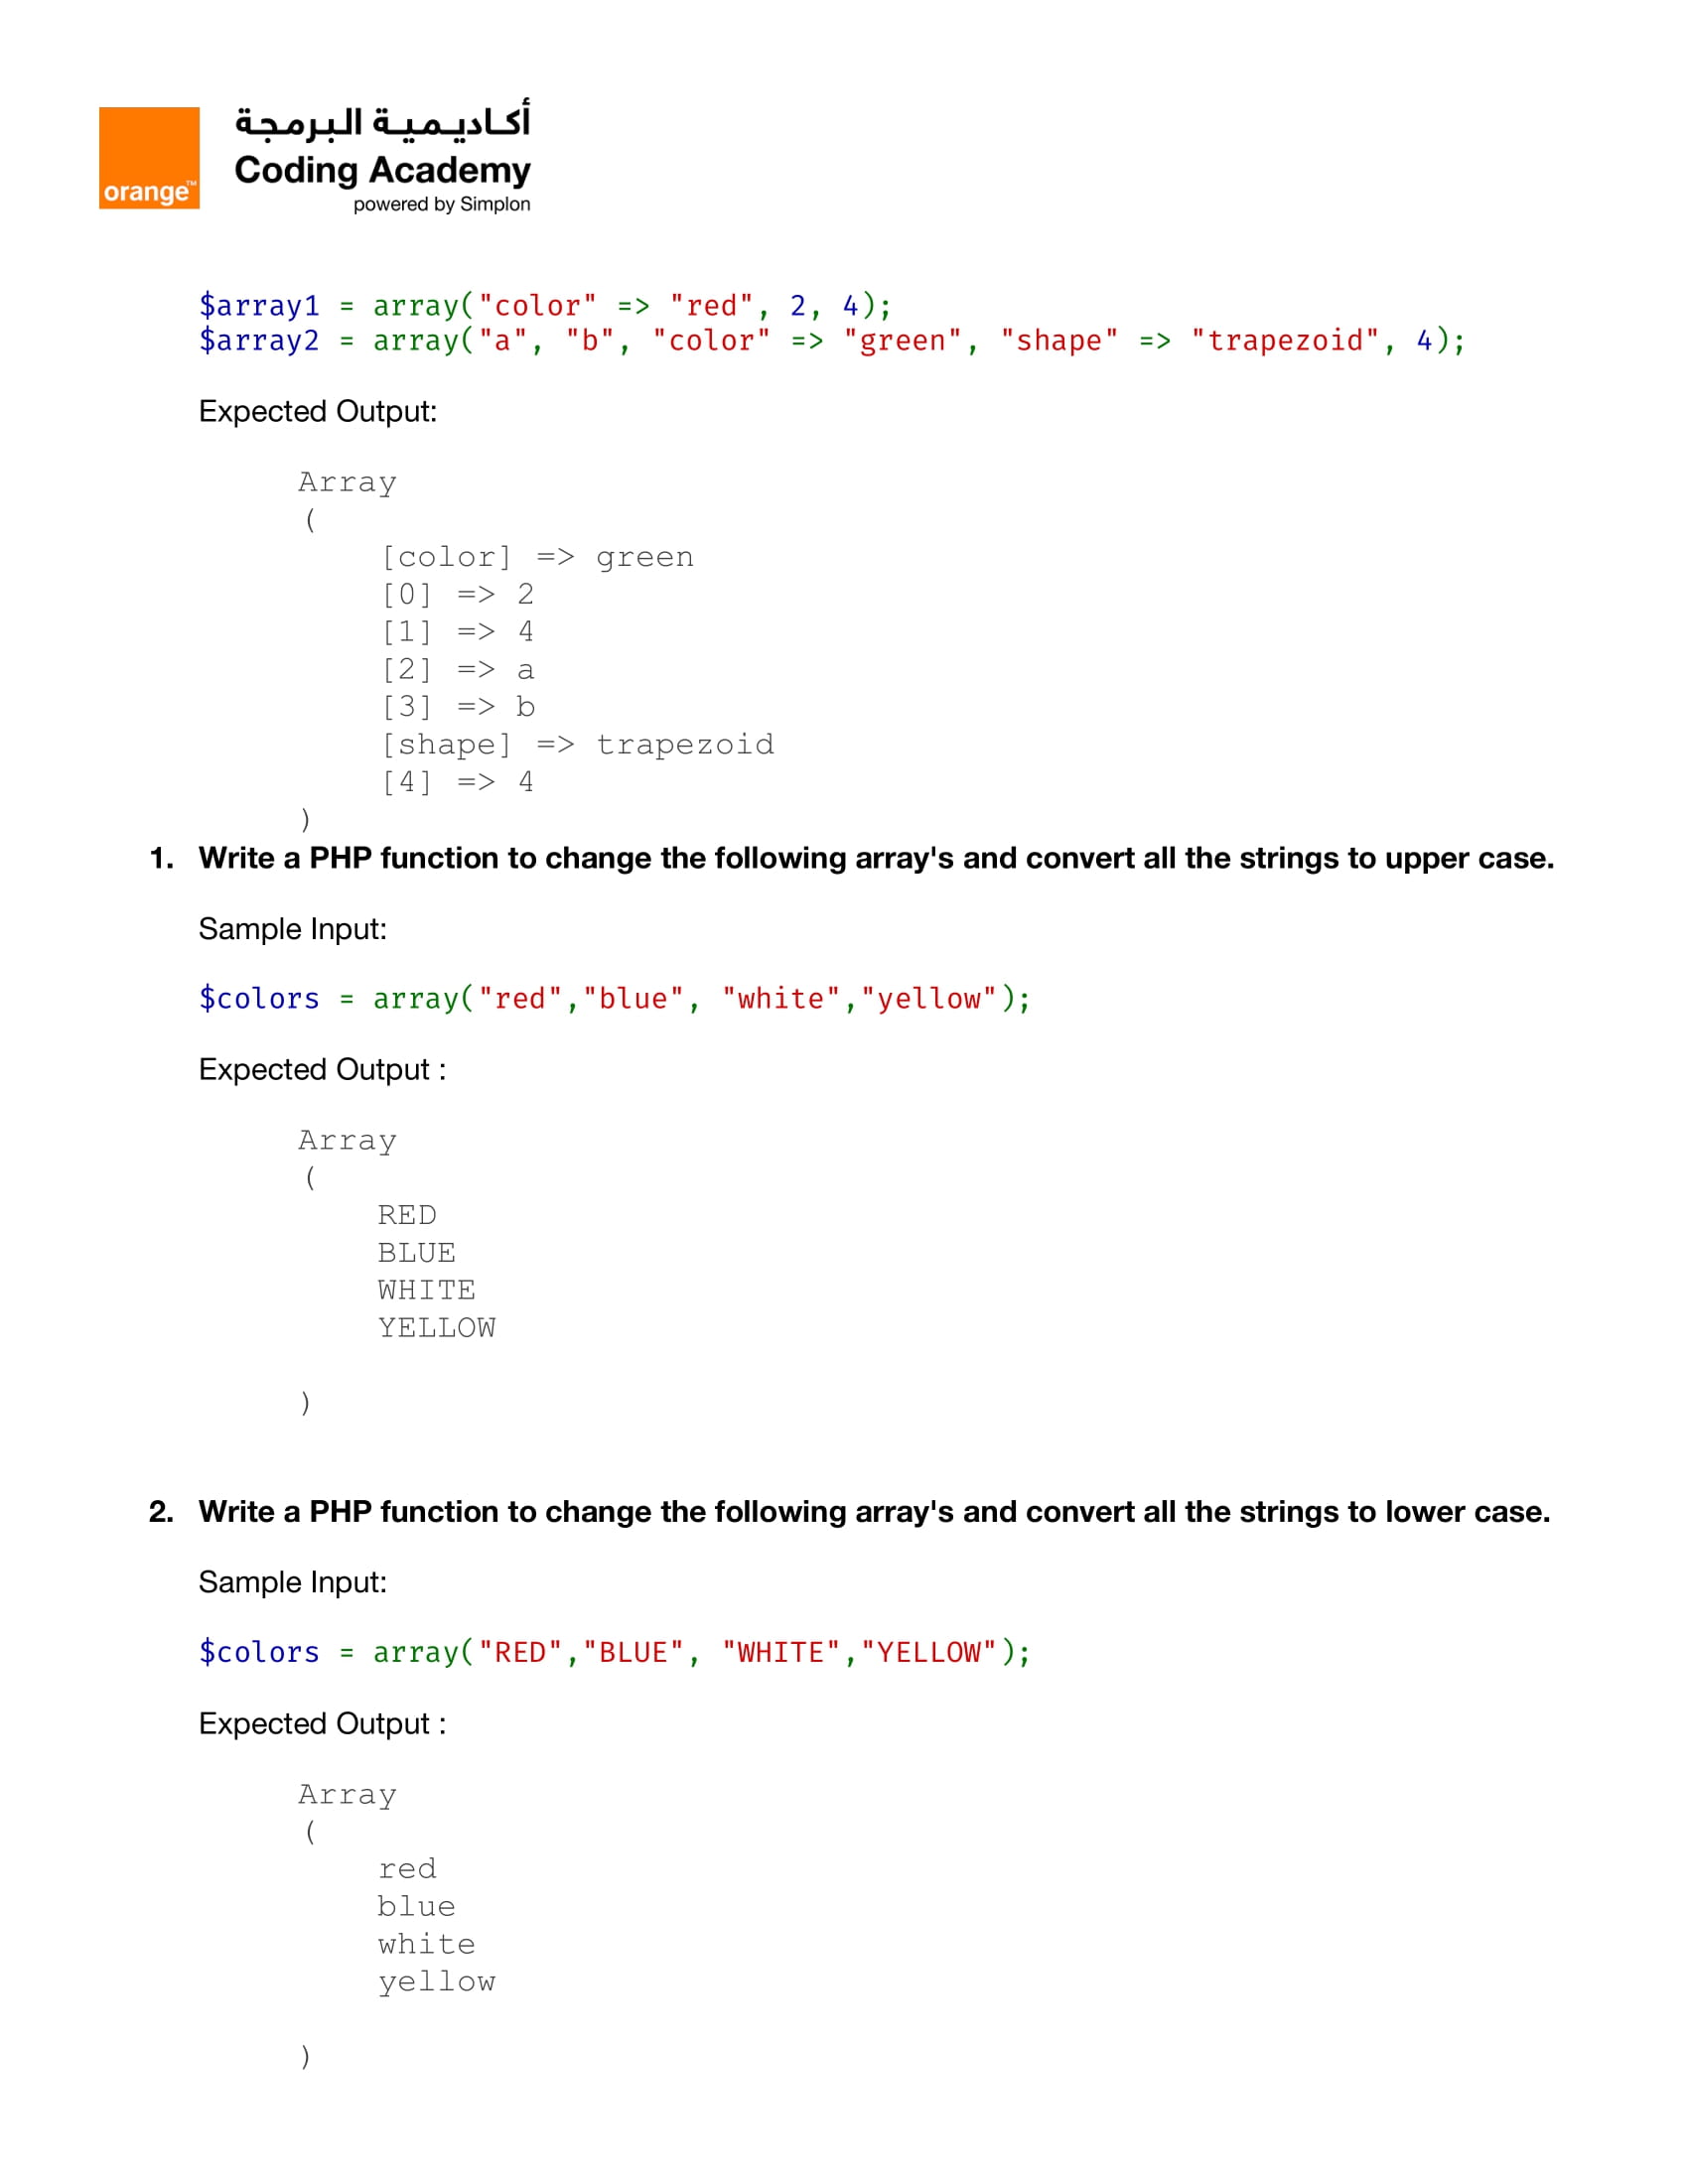 أكاديمية البرمجة
Coding Academy
powered by Simplon
orange™
$array1 = array("color" => "red", 2, 4);
$array2 = array("a", "b", "color" => "green", "shape" => "trapezoid", 4);
Expected Output:
Array
(
[color] => green
[0] => 2
[1] => 4
[2] => a
[3] => b
[shape] => trapezoid
[4] => 4
)
1. Write a PHP function to change the following array's and convert all the strings to upper case.
Sample Input:
$colors = array("red","blue", "white","yellow");
Expected Output :
Array
(
RED
BLUE
WHITE
YELLOW
)
2. Write a PHP function to change the following array's and convert all the strings to lower case.
Sample Input:
$colors = array("RED","BLUE", "WHITE","YELLOW");
Expected Output :
Array
(
red
blue
white
yellow
)